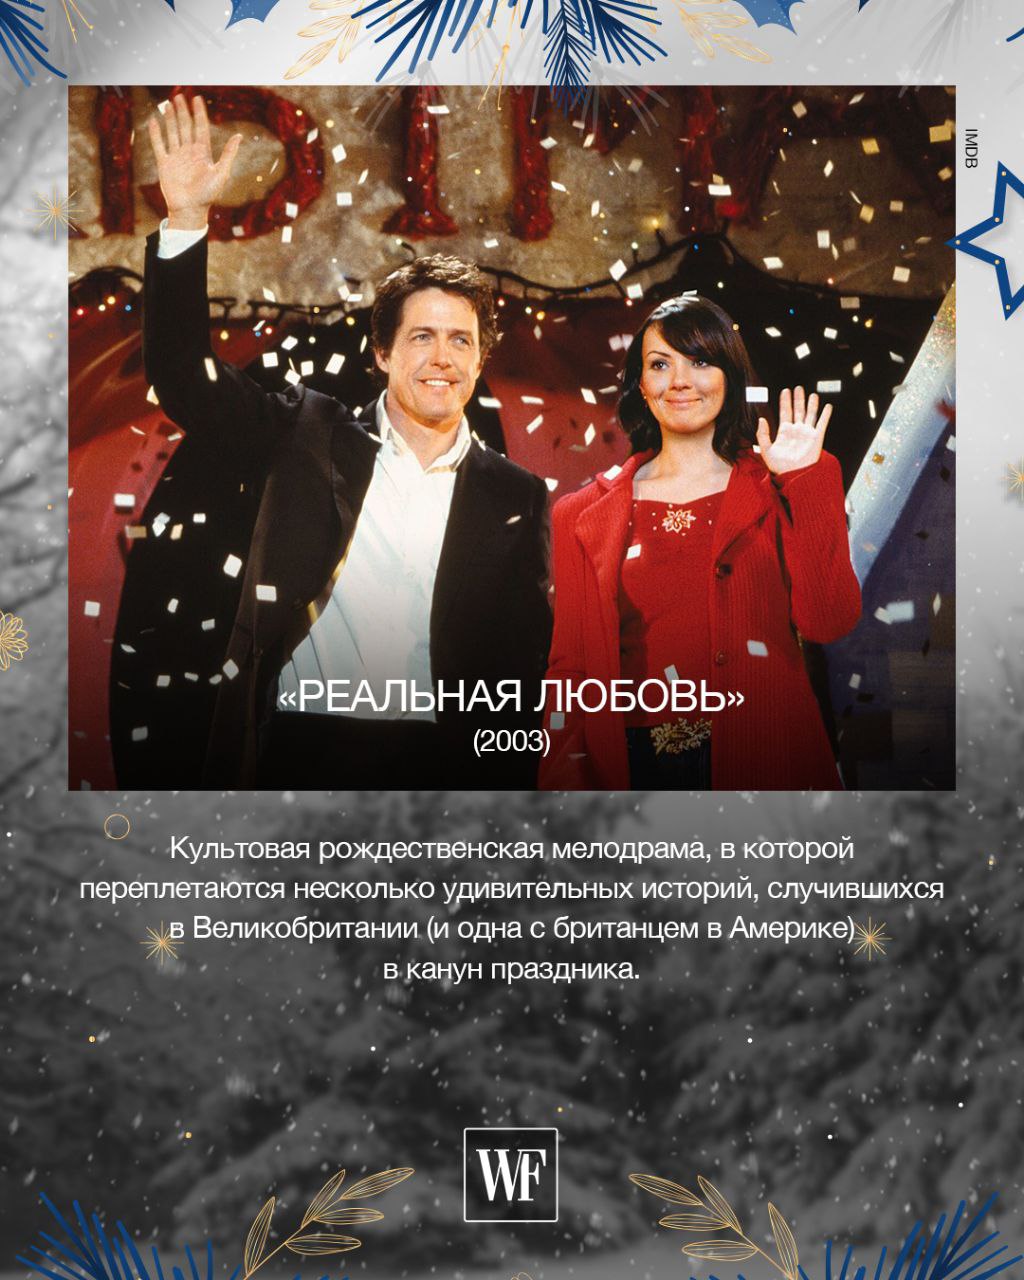 IMDB
«РЕАЛЬНАЯ ЛЮБОВЬ»
(2003)
Культовая рождественская мелодрама, в которой
переплетаются несколько удивительных историй, случившихся
в Великобритании (и одна с британцем в Америке)
в канун праздника.
WF